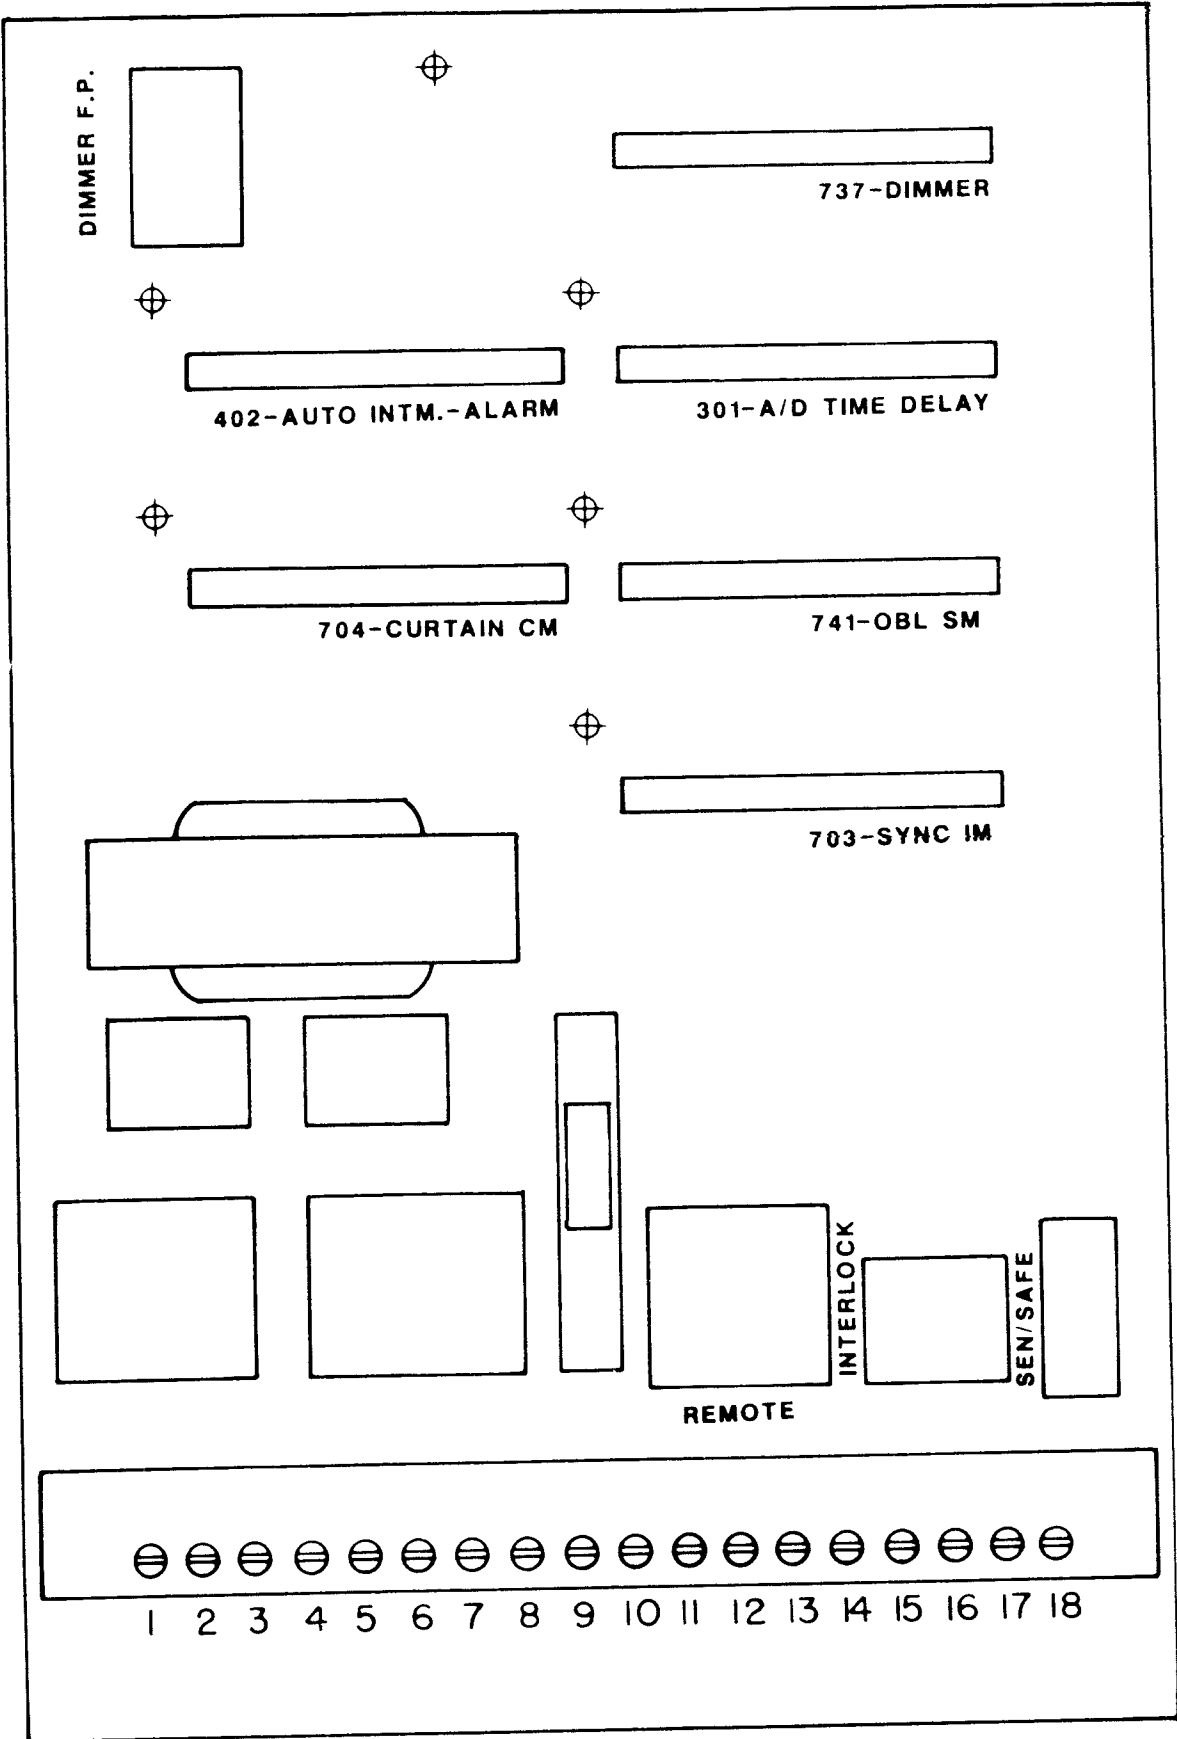 DIMMER F.P.
737-DIMMER
402-AUTO INTM.-ALARM
301-A/D TIME DELAY
704-CURTAIN CM
741-OBL SM
703-SYNC IM
INTERLOCK
SEN/SAFE
REMOTE
1 2 3 4 5 6 7 8 9 10 11 12 13 14 15 16 17 18